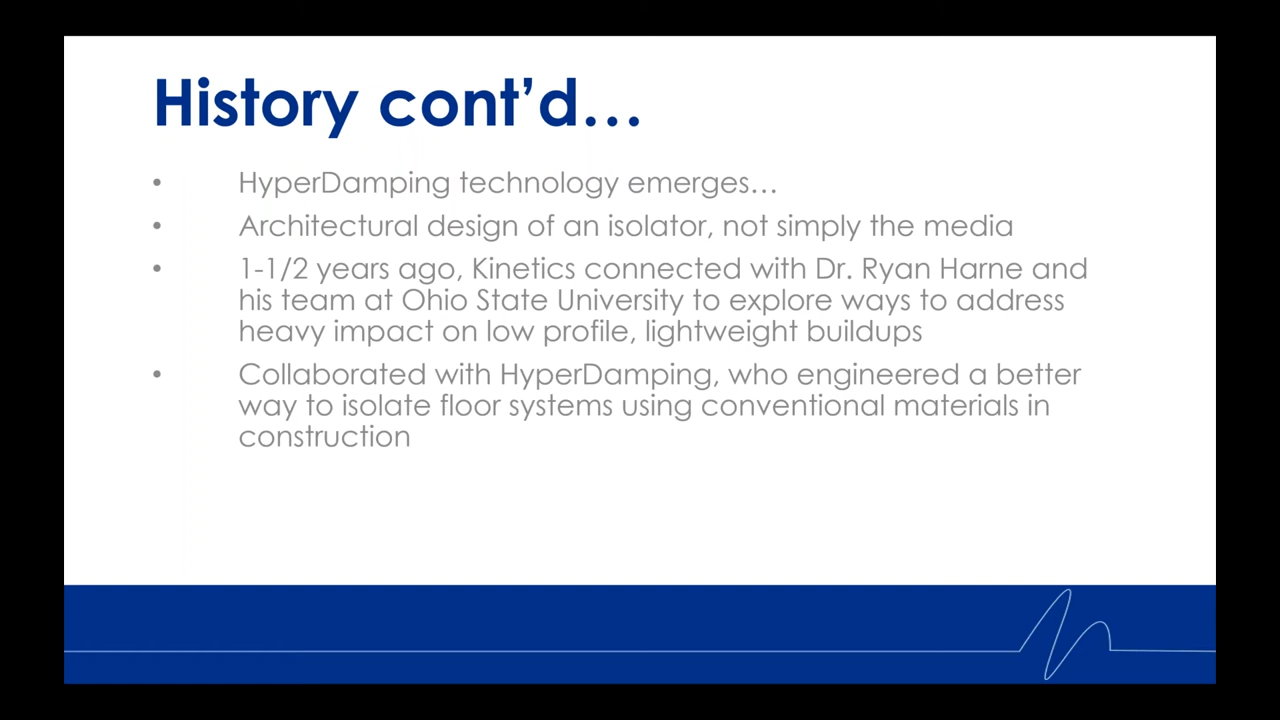 History cont’d…
• HyperDamping technology emerges…
• Architectural design of an isolator, not simply the media
• 1-1/2 years ago, Kinetics connected with Dr. Ryan Harne and
his team at Ohio State University to explore ways to address
heavy impact on low profile, lightweight buildups
• Collaborated with HyperDamping, who engineered a better
way to isolate floor systems using conventional materials in
construction